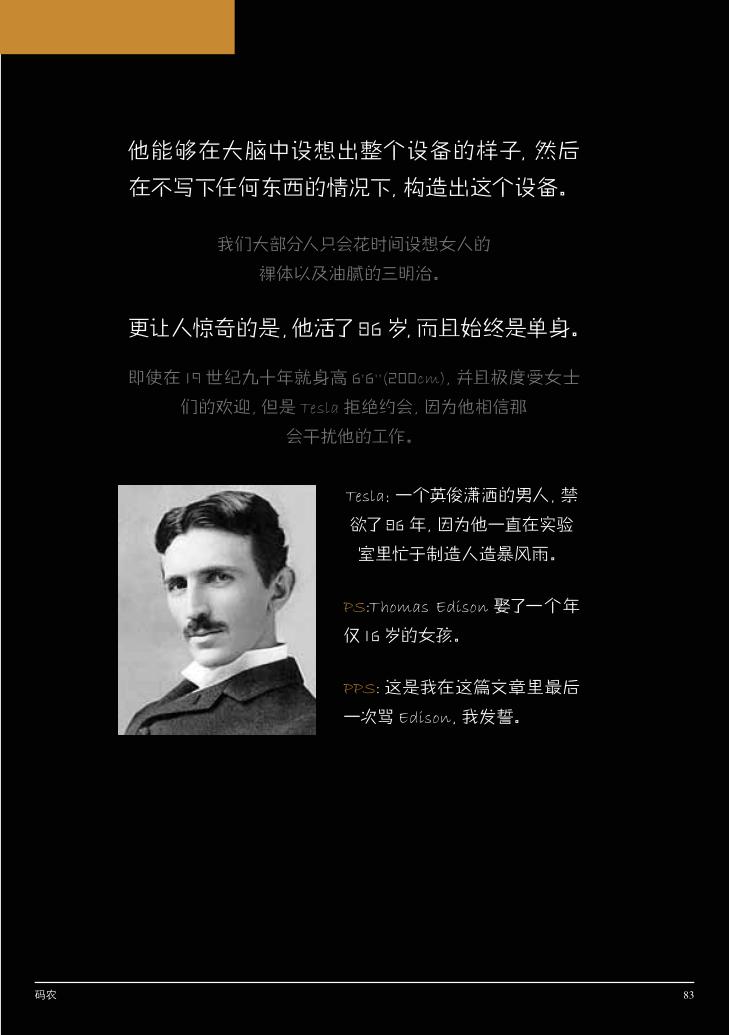 他能够在大脑中设想出整个设备的样子, 然后
在不写下任何东西的情况下, 构造出这个设备。
我们大部分人只会花时间设想女人的
裸体以及油腻的三明治。
更让人惊奇的是, 他活了 86 岁, 而且始终是单身。
即使在 19 世纪九十年就身高 6'6''(200cm), 并且极度受女士
们的欢迎, 但是 Tesla 拒绝约会, 因为他相信那
会干扰他的工作。
Tesla: 一个英俊潇洒的男人, 禁
欲了 86 年, 因为他一直在实验
室里忙于制造人造暴风雨。
PS:Thomas Edison 娶了一个年
仅 16 岁的女孩。
PPS: 这是我在这篇文章里最后
一次骂 Edison, 我发誓。
码农
83